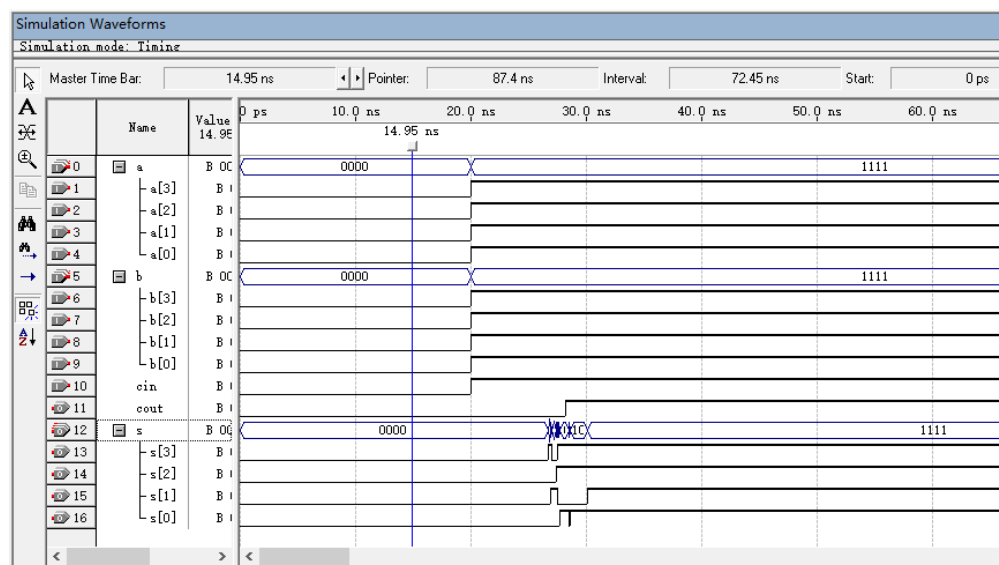 Simulation Waveforms
Simulation mode: Timing
Master Time Bar: 14.95 ns Pointer: 87.4 ns Interval: 72.45 ns Start: 0 ps
Name Value 14.95 0 ps 10.0 ns 20.0 ns 30.0 ns 40.0 ns 50.0 ns 60.0 ns
14.95 ns
0 a B 00 0000 1111
1 a[3] B
2 a[2] B
3 a[1] B
4 a[0] B
5 b B 00 0000 1111
6 b[3] B
7 b[2] B
8 b[1] B
9 b[0] B
10 cin B
11 cout B
12 s B 00 0000 1111
13 s[3] B
14 s[2] B
15 s[1] B
16 s[0] B